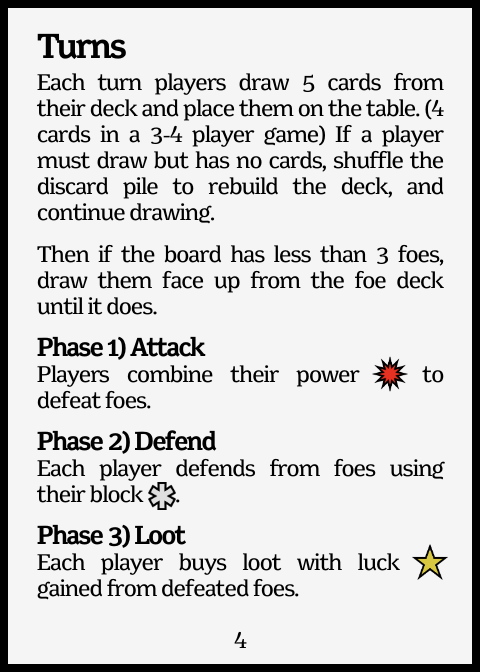 Turns
Each turn players draw 5 cards from
their deck and place them on the table. (4
cards in a 3-4 player game) If a player
must draw but has no cards, shuffle the
discard pile to rebuild the deck, and
continue drawing.
Then if the board has less than 3 foes,
draw them face up from the foe deck
until it does.
Phase 1) Attack
Players combine their power to
defeat foes.
Phase 2) Defend
Each player defends from foes using
their block .
Phase 3) Loot
Each player buys loot with luck
gained from defeated foes.
4